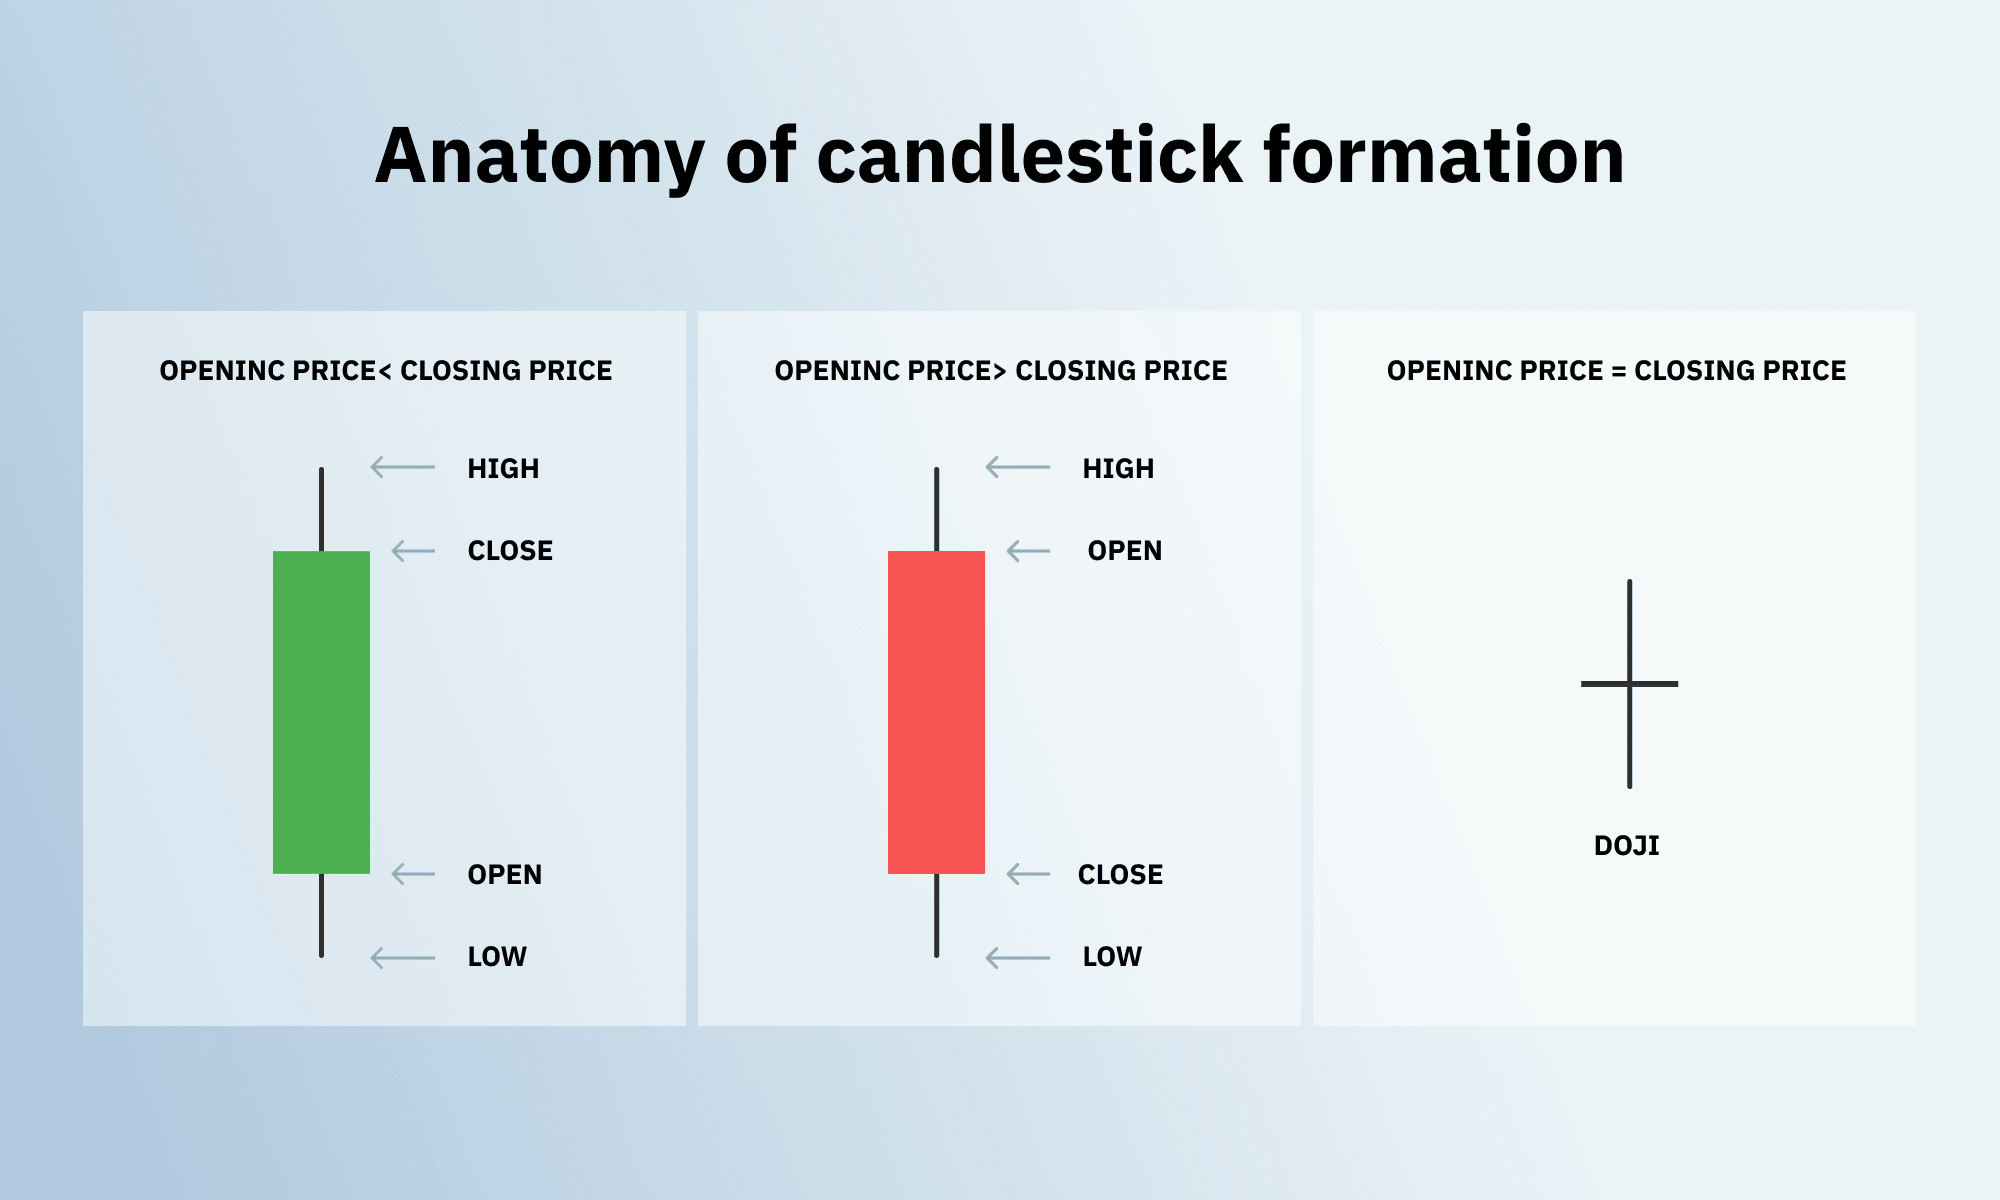 Anatomy of candlestick formation
OPENINC PRICE< CLOSING PRICE
HIGH
CLOSE
OPEN
LOW
OPENINC PRICE> CLOSING PRICE
HIGH
OPEN
CLOSE
LOW
OPENINC PRICE = CLOSING PRICE
DOJI